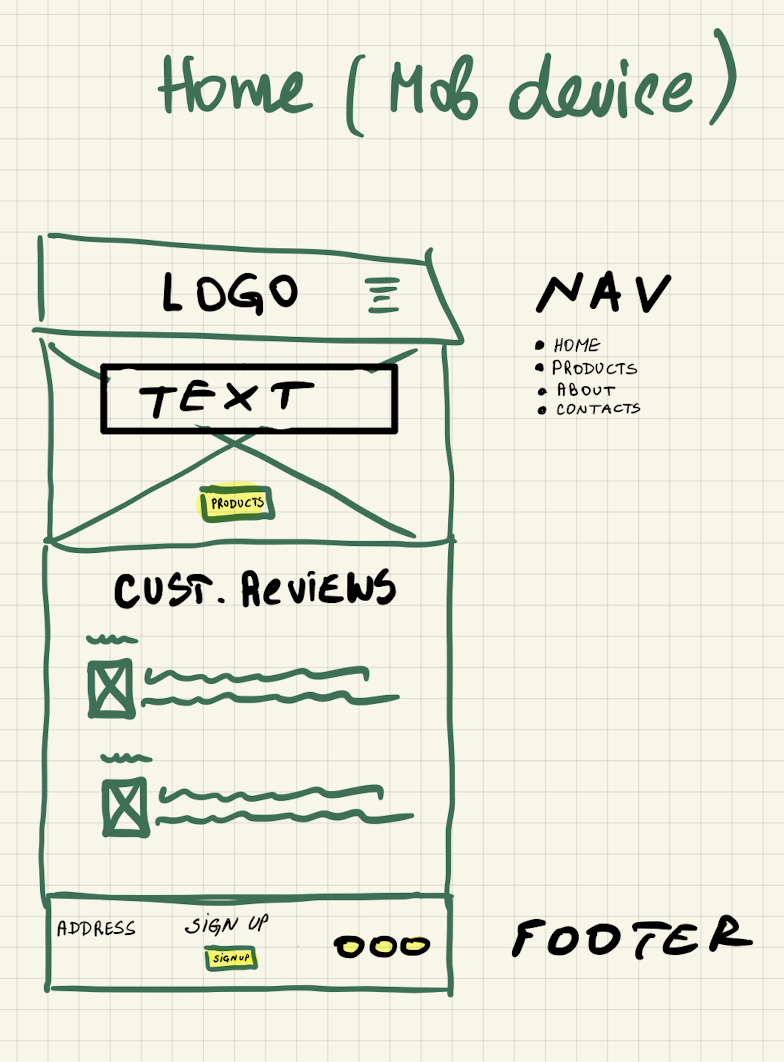 Home (Mob device)
LOGO
NAV
• HOME
• PRODUCTS
• ABOUT
• CONTACTS
TEXT
PRODUCTS
CUST. REVIEWS
ADDRESS
SIGN UP
SIGN UP
FOOTER